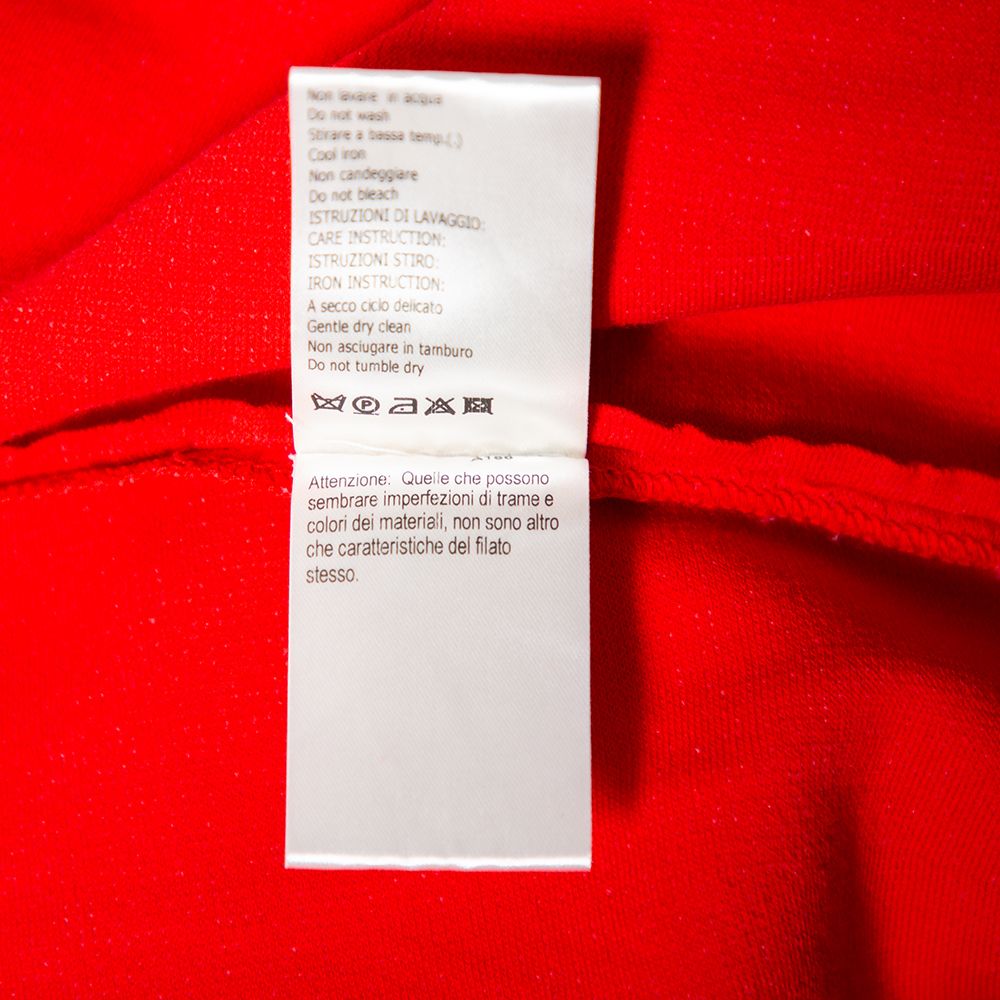 Non lavare in acqua
Do not wash
Stirare a bassa temp.(.)
Cool iron
Non candeggiare
Do not bleach
ISTRUZIONI DI LAVAGGIO:
CARE INSTRUCTION:
ISTRUZIONI STIRO:
IRON INSTRUCTION:
A secco ciclo delicato
Gentle dry clean
Non asciugare in tamburo
Do not tumble dry
P
Attenzione: Quelle che possono
sembrare imperfezioni di trame e
colori dei materiali, non sono altro
che caratteristiche del filato
stesso.